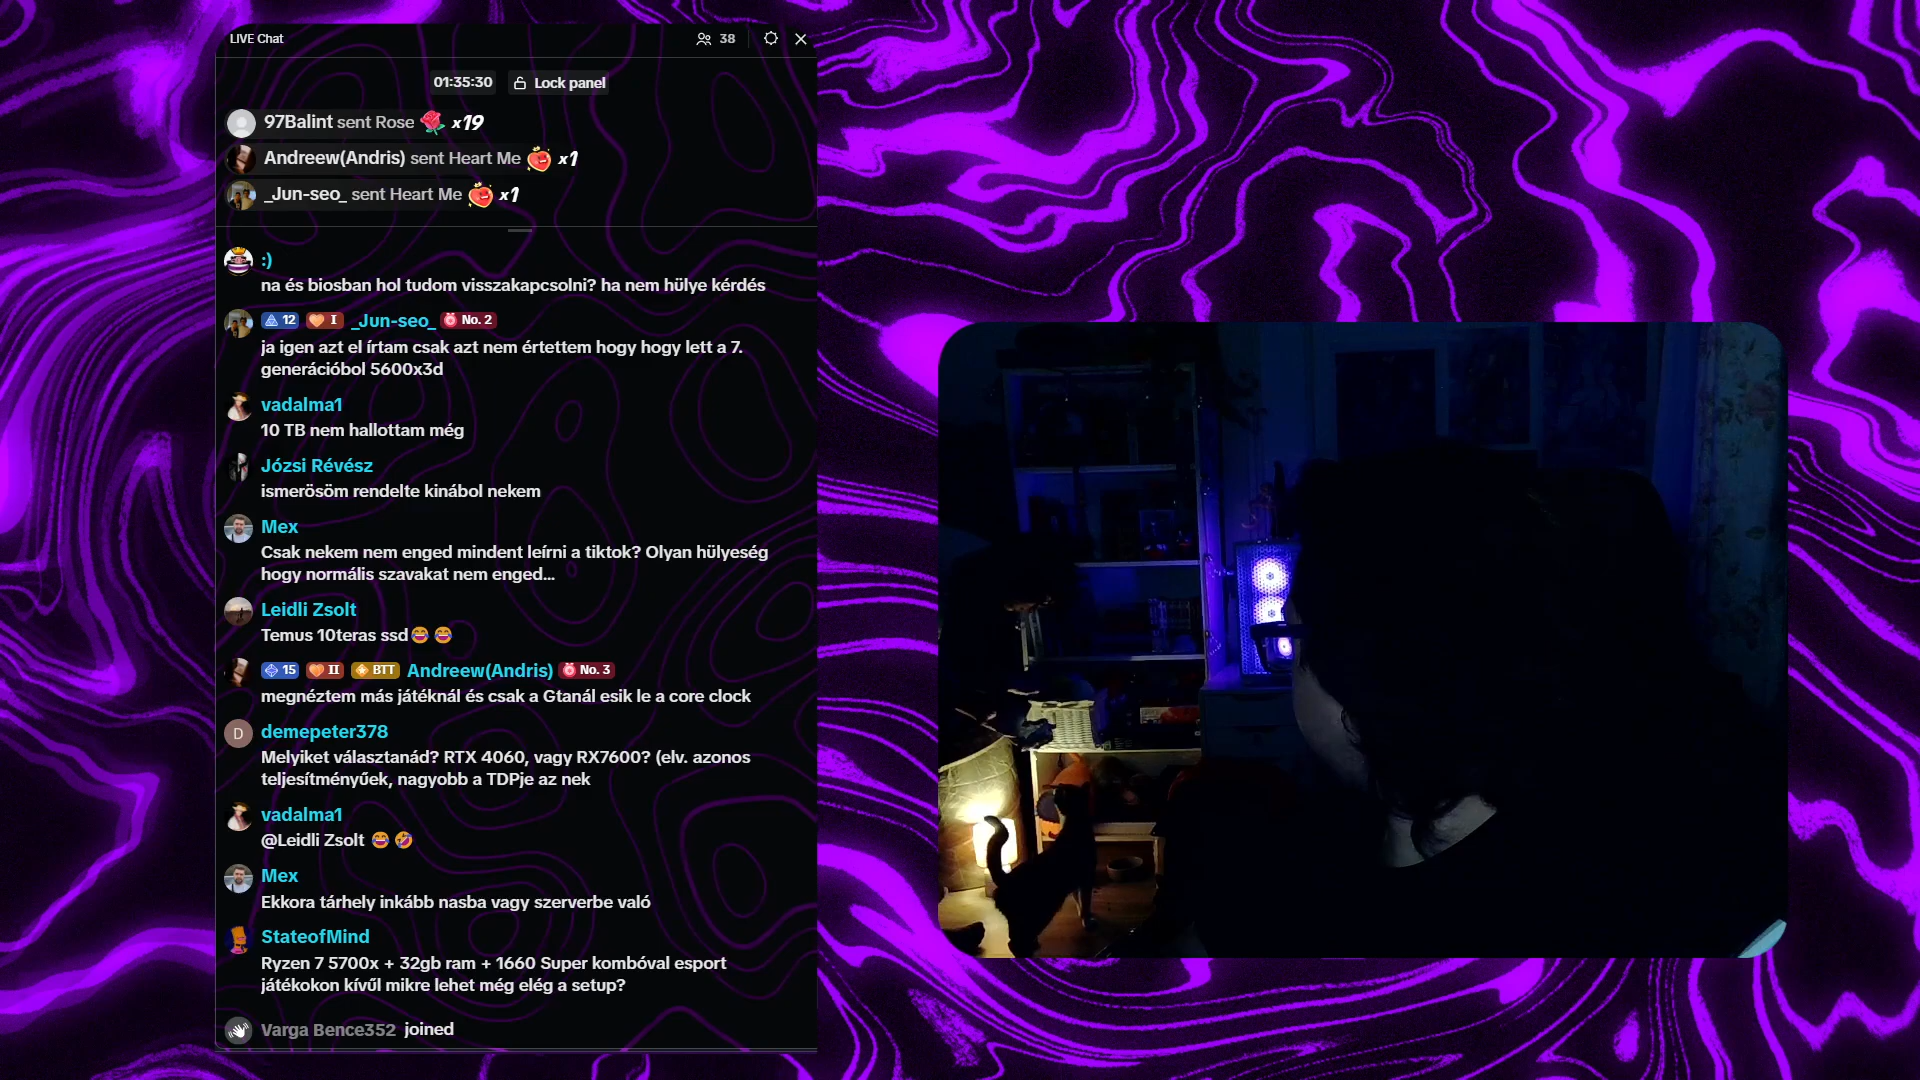 LIVE Chat
38
01:35:30
Lock panel
97Balint sent Rose x19
Andreew(Andris) sent Heart Me x1
_Jun-seo_ sent Heart Me x1
:)
na és biosban hol tudom visszakapcsolni? ha nem hülye kérdés
12 I _Jun-seo_ No. 2
ja igen azt el írtam csak azt nem értettem hogy hogy lett a 7.
generációbol 5600x3d
vadalma1
10 TB nem hallottam még
Józsi Révész
ismerösöm rendelte kinábol nekem
Mex
Csak nekem nem enged mindent leírni a tiktok? Olyan hülyeség
hogy normális szavakat nem enged...
Leidli Zsolt
Temus 10teras ssd😂 😂
15 II BTT Andreew(Andris) No. 3
megnéztem más játéknál és csak a Gtanál esik le a core clock
D
demepeter378
Melyiket választanád? RTX 4060, vagy RX7600? (elv. azonos
teljesítményűek, nagyobb a TDPje az nek
vadalma1
@Leidli Zsolt 😂 🤣
Mex
Ekkora tárhely inkább nasba vagy szerverbe való
StateofMind
Ryzen 7 5700x + 32gb ram + 1660 Super kombóval esport
játékokon kívűl mikre lehet még elég a setup?
Varga Bence352 joined